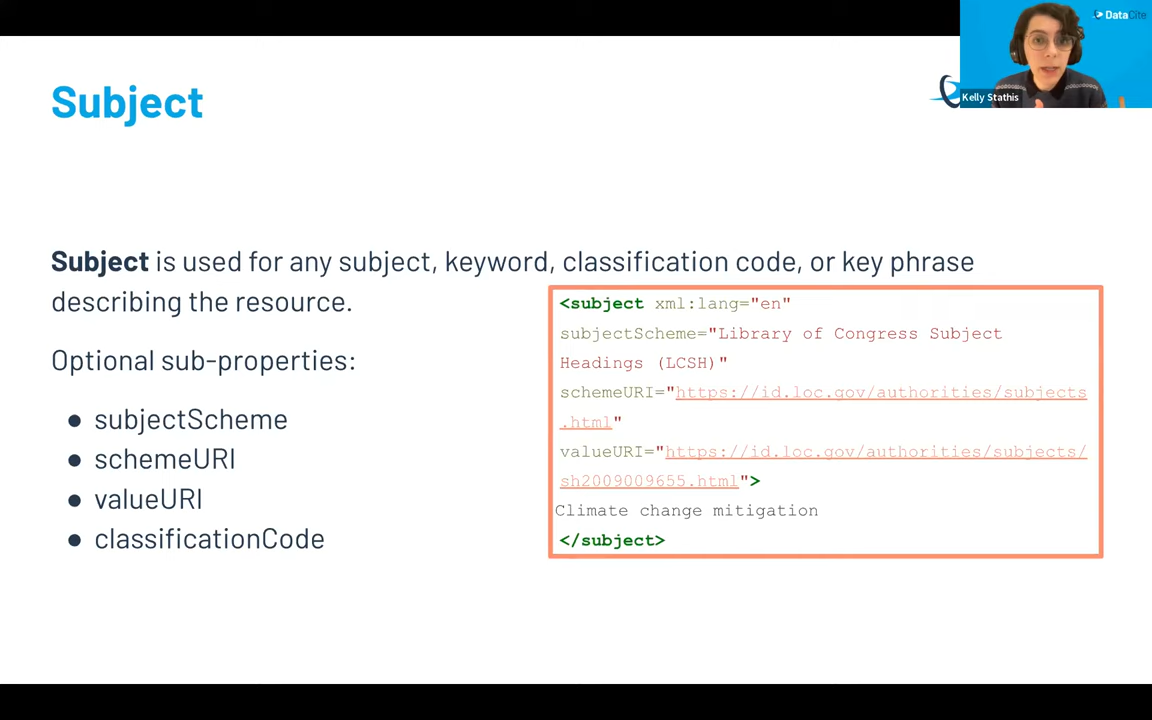 DataCite
Subject
Kelly Stathis
Subject is used for any subject, keyword, classification code, or key phrase
describing the resource.
Optional sub-properties:
● subjectScheme
● schemeURI
● valueURI
● classificationCode
<subject xml:lang="en"
subjectScheme="Library of Congress Subject
Headings (LCSH)"
schemeURI="https://id.loc.gov/authorities/subjects
.html"
valueURI="https://id.loc.gov/authorities/subjects/
sh2009009655.html">
Climate change mitigation
</subject>